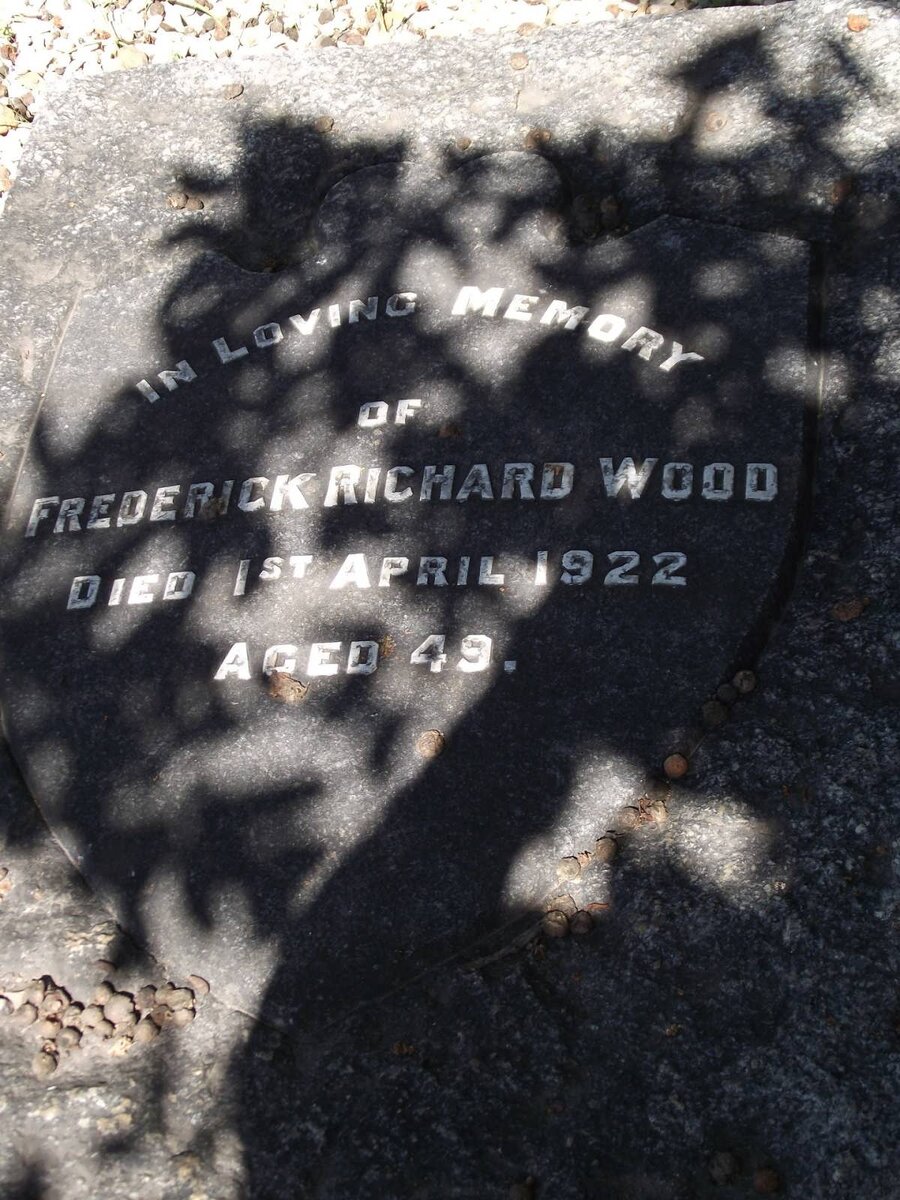 IN LOVING MEMORY
OF
FREDERICK RICHARD WOOD
DIED 1ST APRIL 1922
AGED 49.